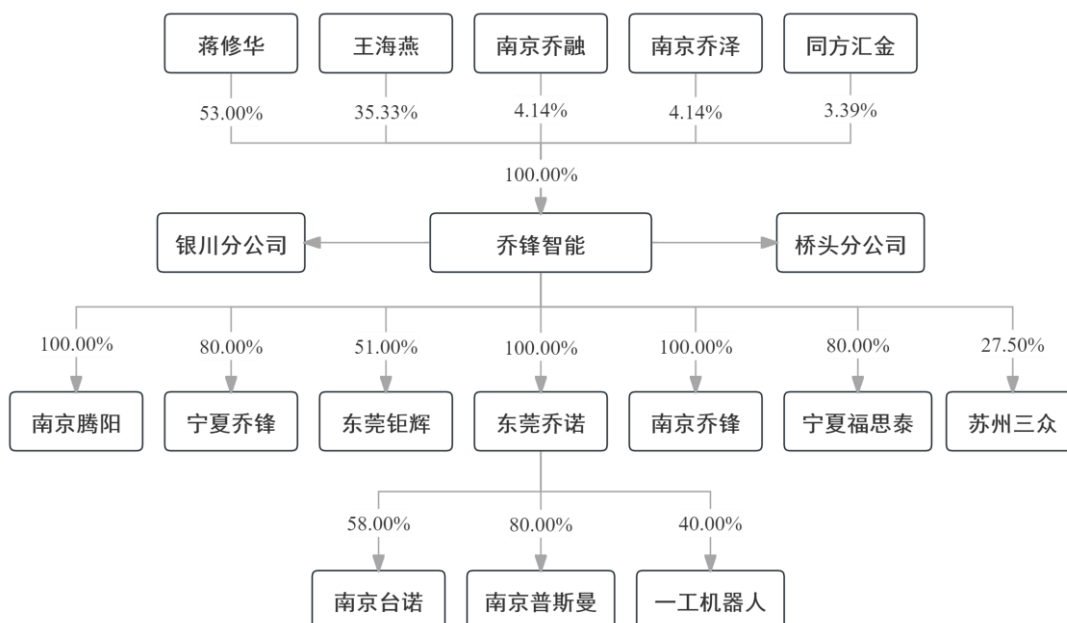 蒋修华 王海燕 南京乔融 南京乔泽 同方汇金
53.00% 35.33% 4.14% 4.14% 3.39%
100.00%
银川分公司 乔锋智能 桥头分公司
100.00% 80.00% 51.00% 100.00% 100.00% 80.00% 27.50%
南京腾阳 宁夏乔锋 东莞钜辉 东莞乔诺 南京乔锋 宁夏福思泰 苏州三众
58.00% 80.00% 40.00%
南京台诺 南京普斯曼 一工机器人